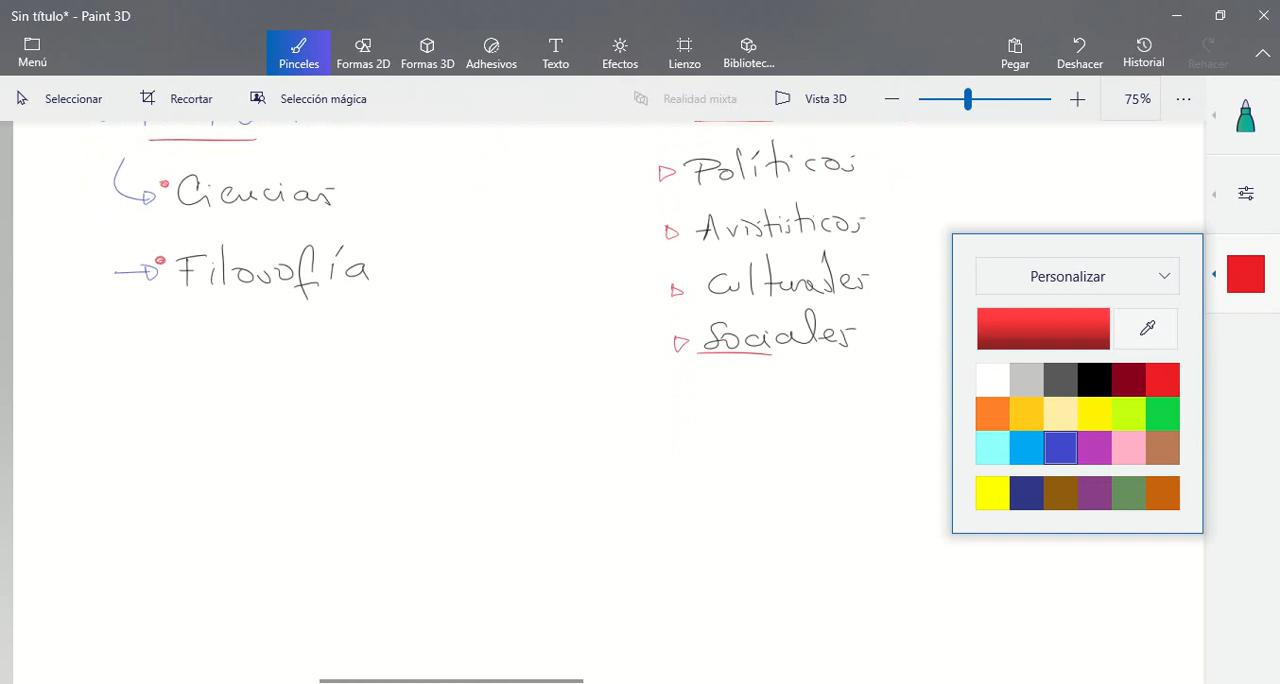 Sin título* - Paint 3D
Menú
Pinceles
Formas 2D
Formas 3D
Adhesivos
Texto
Efectos
Lienzo
Bibliotec...
Pegar
Deshacer
Historial
Rehacer
Seleccionar
Recortar
Selección mágica
Realidad mixta
Vista 3D
75%
Ciencias
Filosofía
Políticos
Artísticos
Culturales
Sociales
Personalizar